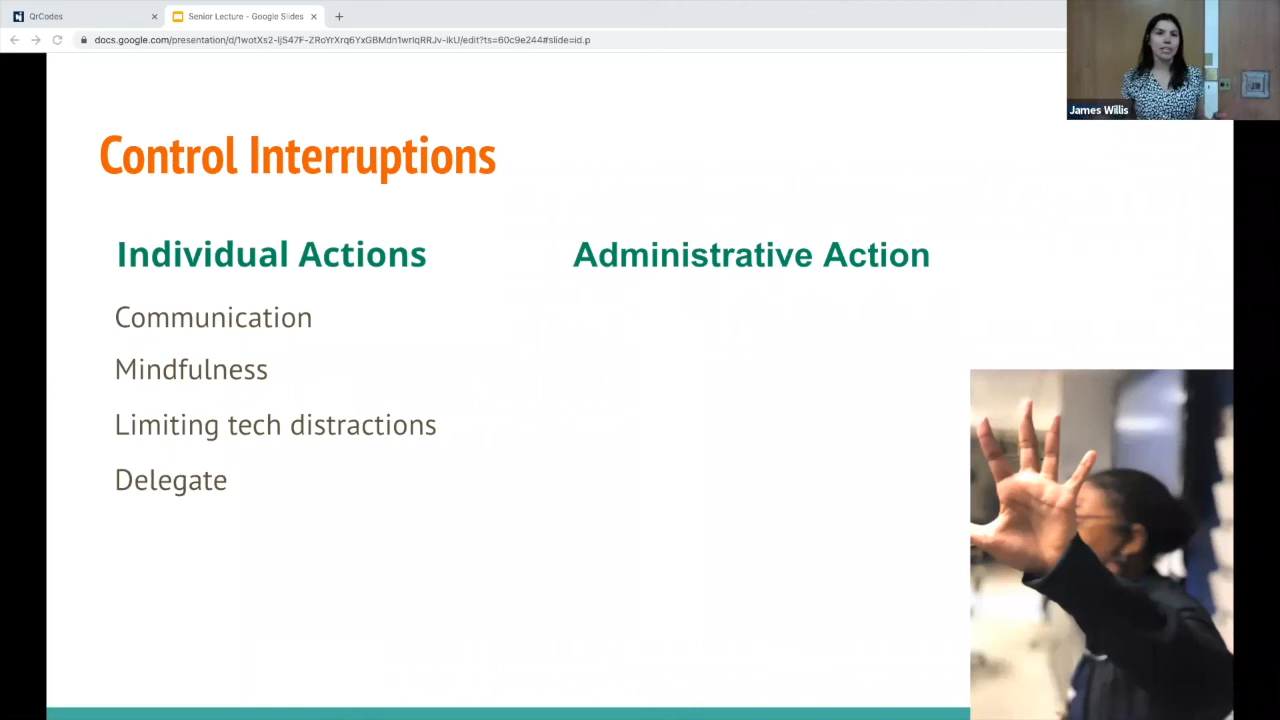 QrCodes
Senior Lecture - Google Slides
docs.google.com/presentation/d/1wotXs2-IjS47F-ZRoYrXrq6YxGBMdn1wrIqRRJv-ikU/edit?ts=60c9e244#slide=id.p
James Willis
Control Interruptions
Individual Actions
Communication
Mindfulness
Limiting tech distractions
Delegate
Administrative Action